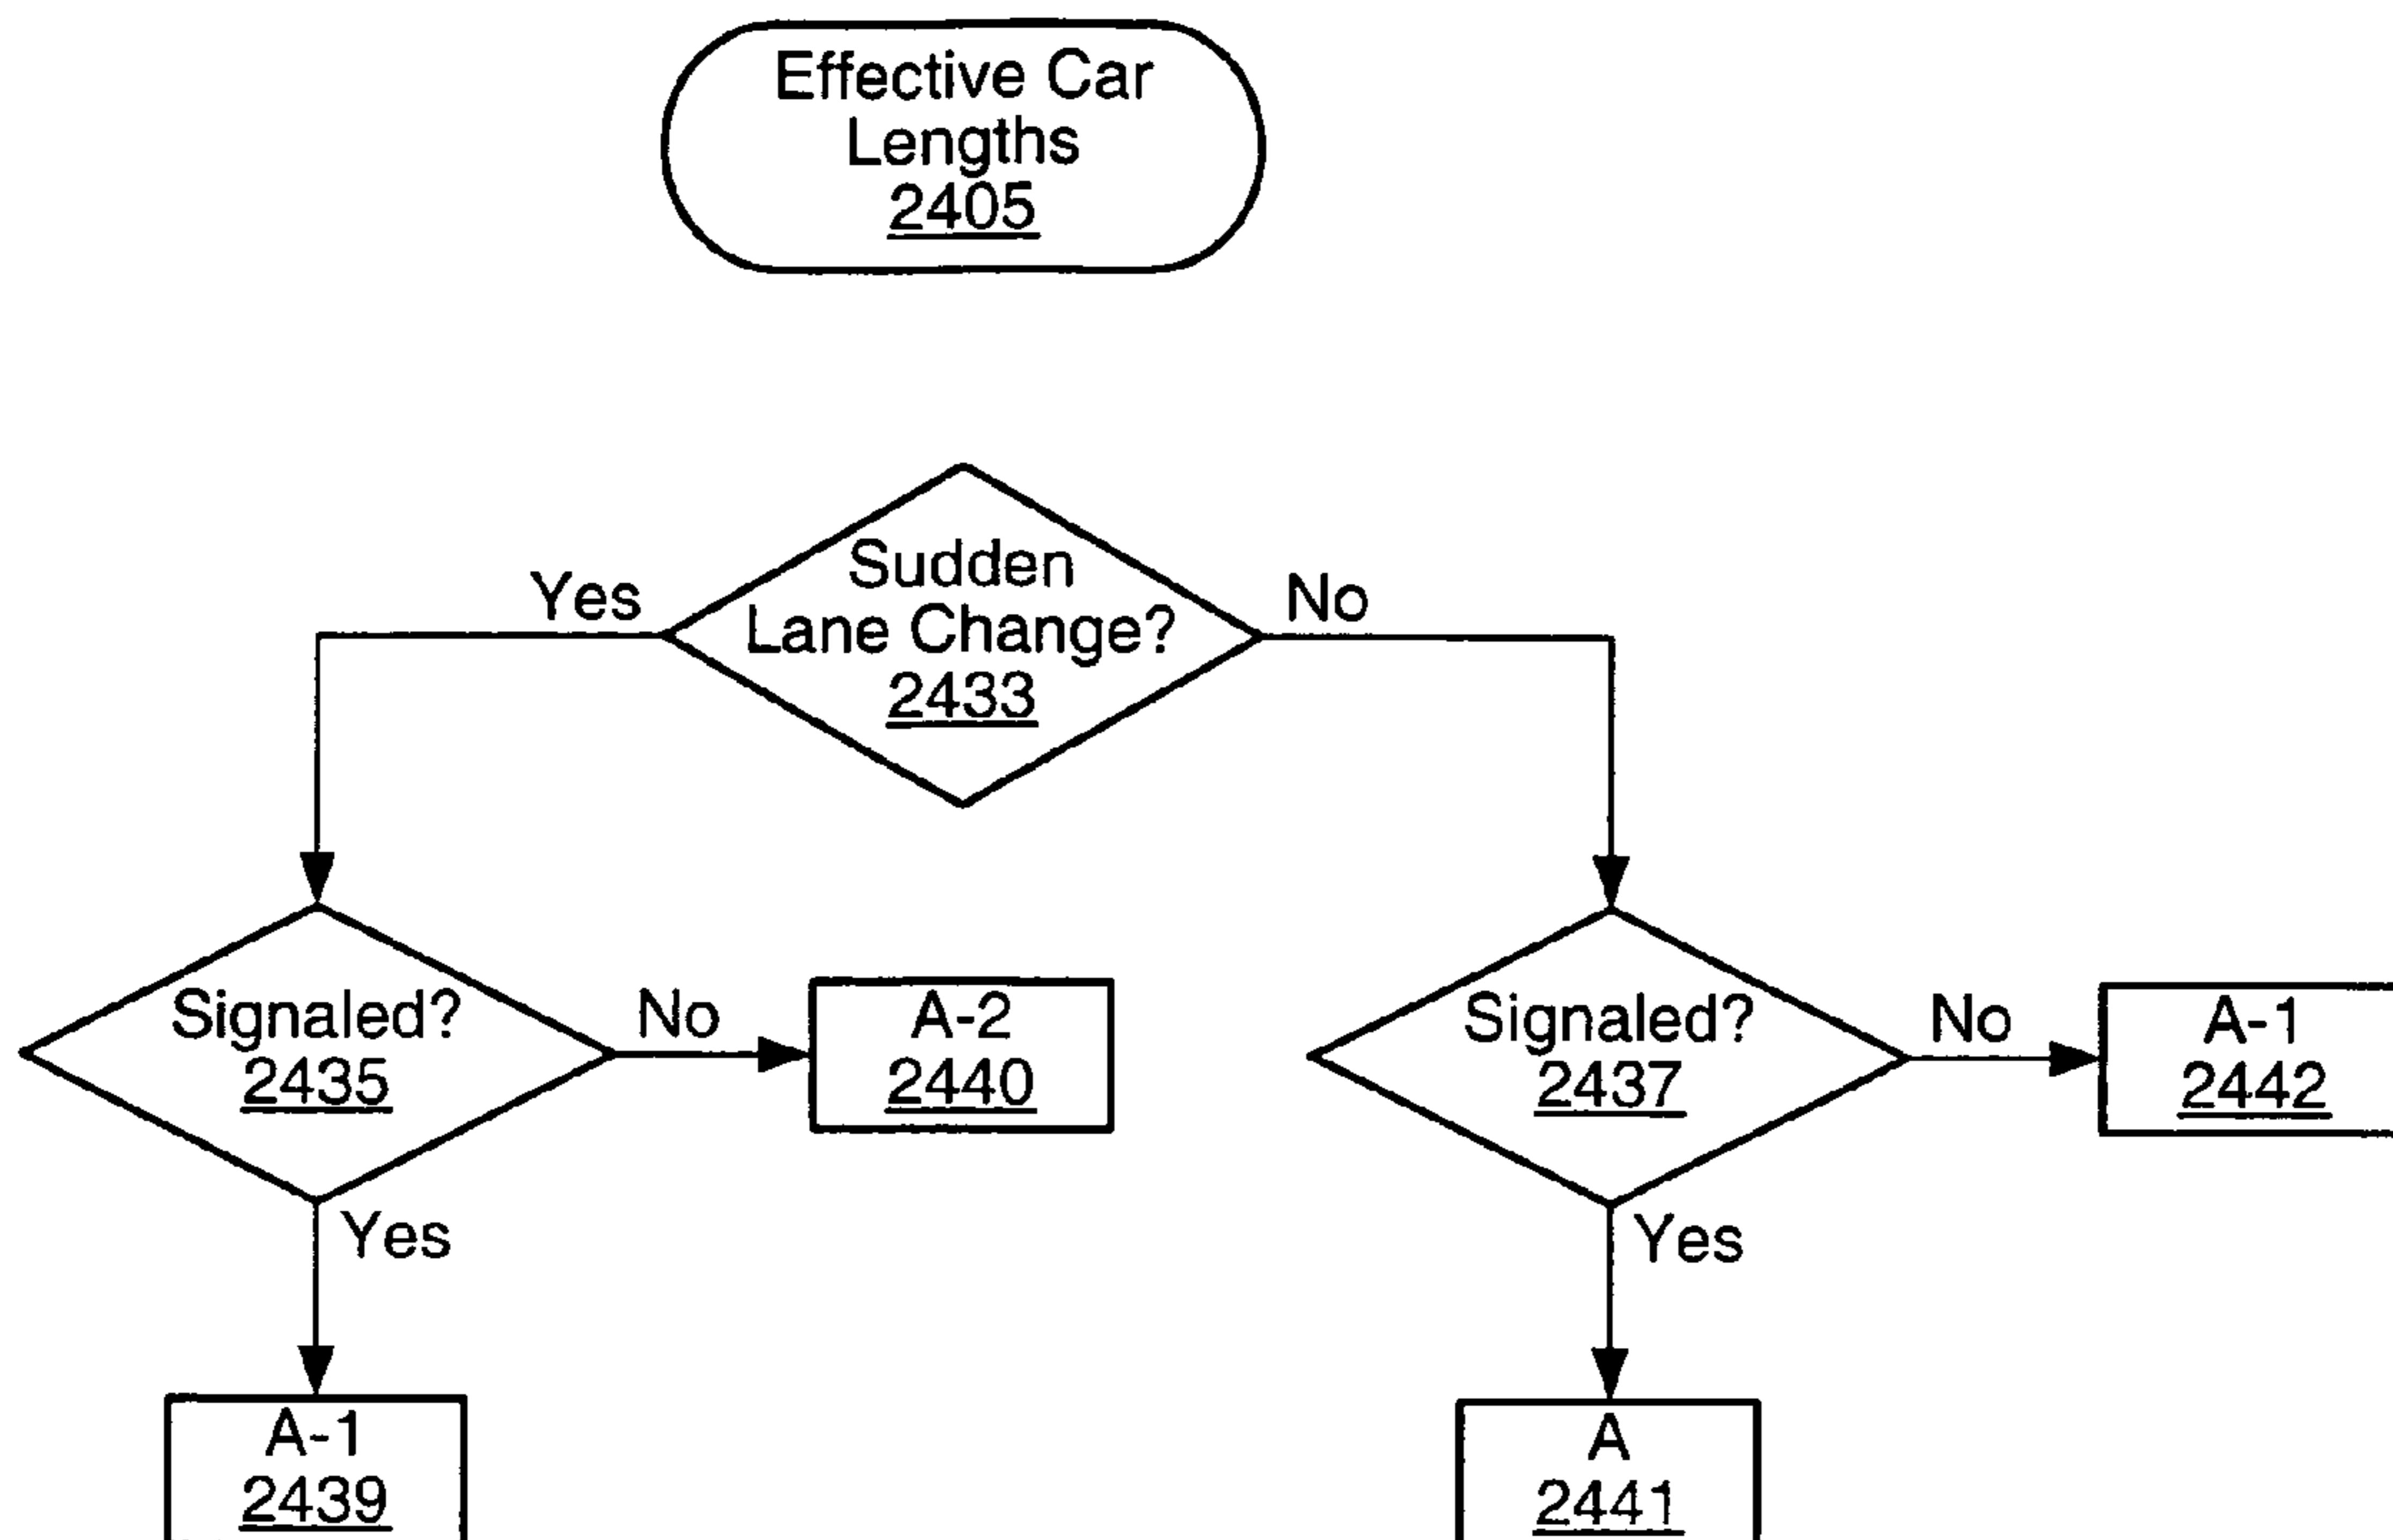 Effective Car
Lengths
2405
Sudden
Lane Change?
2433
Yes
No
Signaled?
2435
No
A-2
2440
Signaled?
2437
No
A-1
2442
Yes
Yes
A-1
2439
A
2441